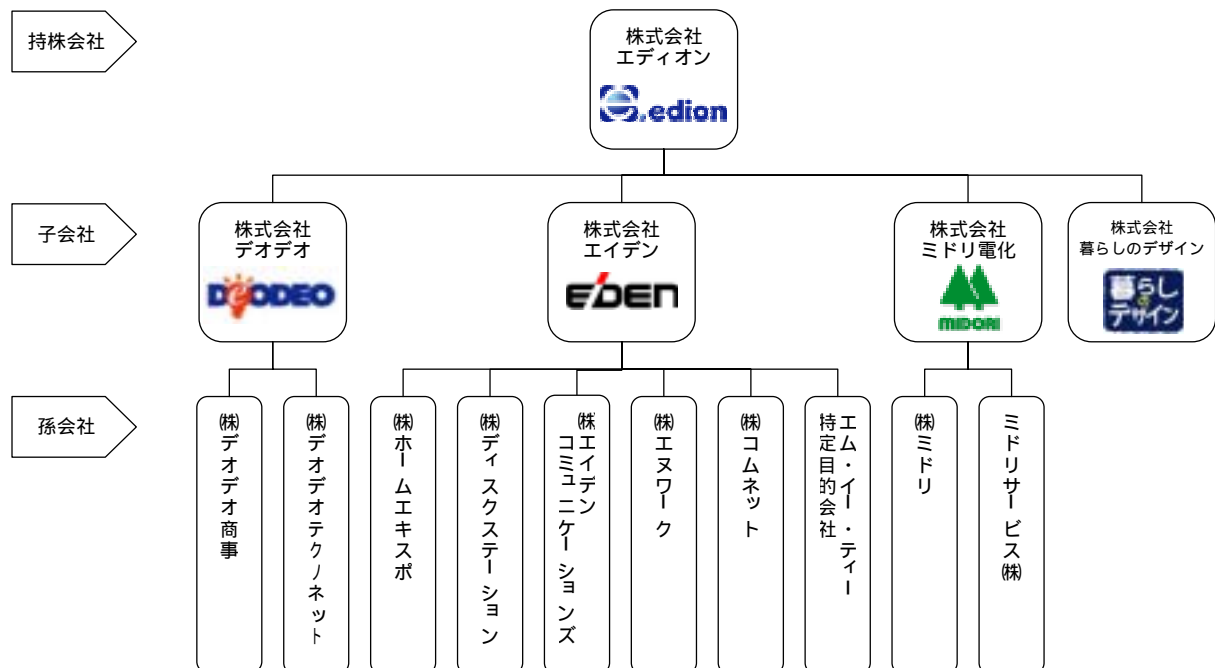 持株会社
株式会社
エディオン
edion
子会社
株式会社
デオデオ
DEODEO
株式会社
エイデン
EIDEN
株式会社
ミドリ電化
MIDORI
株式会社
暮らしのデザイン
暮らし
の
デザイン
孫会社
㈱デオデオ商事
㈱デオデオテクノネット
㈱ホームエキスポ
㈱ディスクステーション
㈱エイデン
コミュニケーションズ
㈱エヌワーク
㈱コムネット
エム・イー・ティー
特定目的会社
㈱ミドリ
ミドリサービス㈱